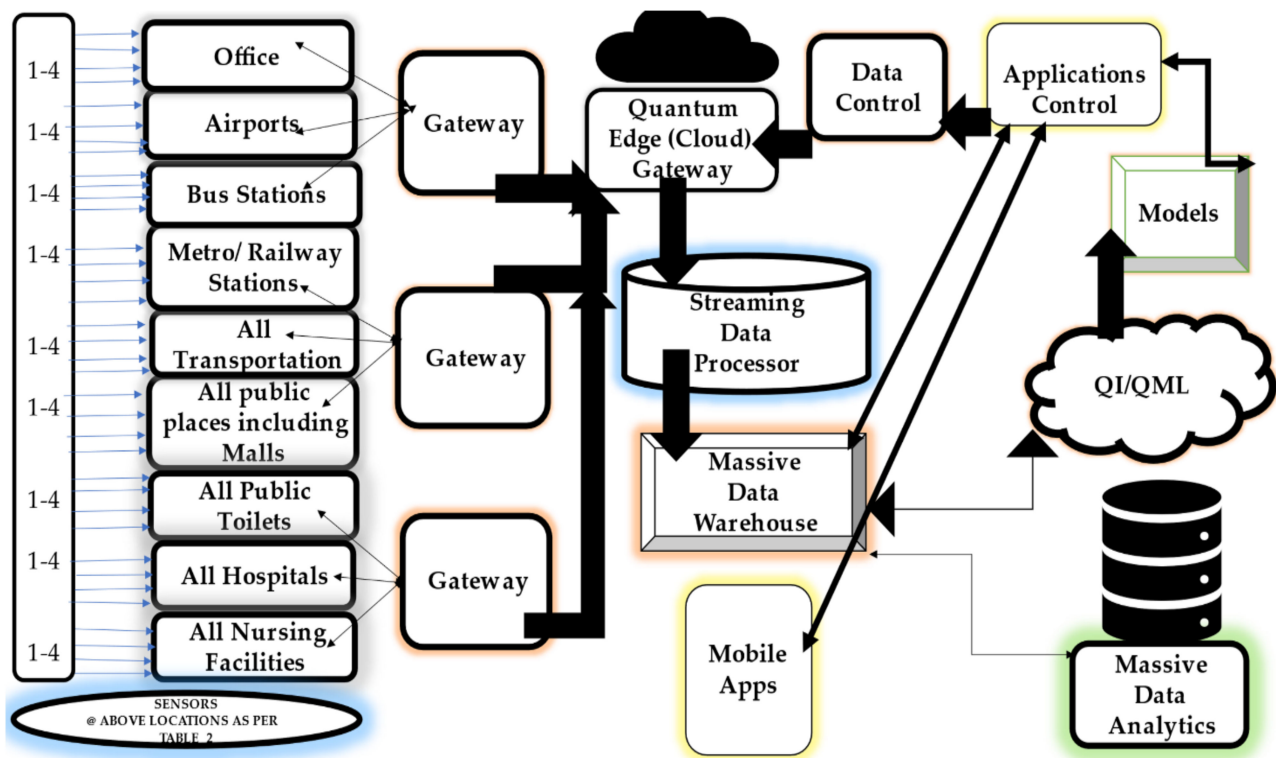 1-4
1-4
1-4
1-4
1-4
1-4
1-4
1-4
1-4
Office
Airports
Bus Stations
Metro/ Railway
Stations
All
Transportation
All public
places including
Malls
All Public
Toilets
All Hospitals
All Nursing
Facilities
SENSORS
@ ABOVE LOCATIONS AS PER
TABLE 2
Gateway
Gateway
Gateway
Quantum
Edge (Cloud)
Gateway
Data
Control
Applications
Control
Models
Streaming
Data
Processor
QI/QML
Massive
Data
Warehouse
Mobile
Apps
Massive
Data
Analytics